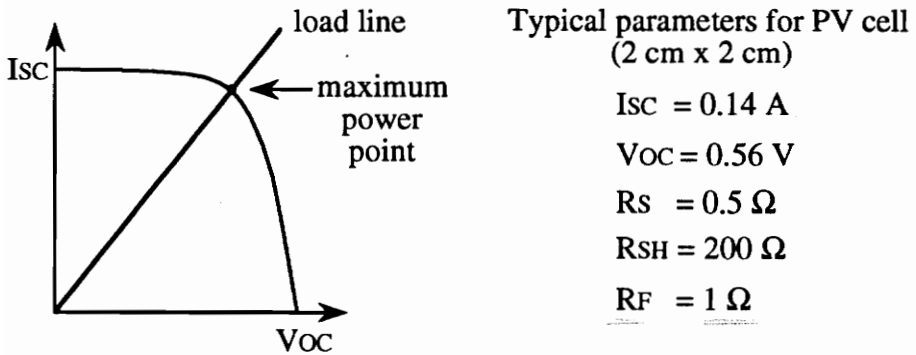 load line
Isc
maximum
power
point
Voc
Typical parameters for PV cell
(2 cm x 2 cm)
Isc = 0.14 A
Voc = 0.56 V
Rs = 0.5 Ω
RSH = 200 Ω
RF = 1 Ω